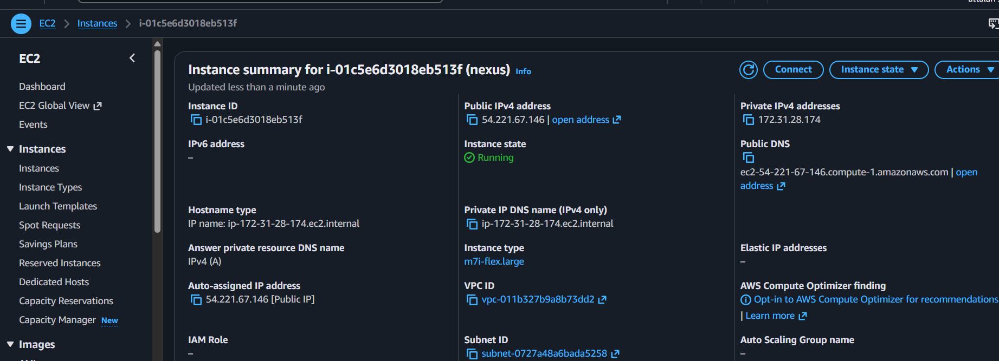 EC2 > Instances > i-01c5e6d3018eb513f
EC2
Dashboard
EC2 Global View
Events
Instances
Instances
Instance Types
Launch Templates
Spot Requests
Savings Plans
Reserved Instances
Dedicated Hosts
Capacity Reservations
Capacity Manager New
Images
Instance summary for i-01c5e6d3018eb513f (nexus) Info
Updated less than a minute ago
Connect
Instance state
Actions
Instance ID
i-01c5e6d3018eb513f
Public IPv4 address
54.221.67.146 | open address
Private IPv4 addresses
172.31.28.174
IPv6 address
–
Instance state
Running
Public DNS
ec2-54-221-67-146.compute-1.amazonaws.com | open
address
Hostname type
IP name: ip-172-31-28-174.ec2.internal
Private IP DNS name (IPv4 only)
ip-172-31-28-174.ec2.internal
Answer private resource DNS name
IPv4 (A)
Instance type
m7i-flex.large
Elastic IP addresses
–
Auto-assigned IP address
54.221.67.146 [Public IP]
VPC ID
vpc-011b327b9a8b73dd2
AWS Compute Optimizer finding
Opt-in to AWS Compute Optimizer for recommendations
| Learn more
IAM Role
–
Subnet ID
subnet-0727a48a6bada5258
Auto Scaling Group name
–